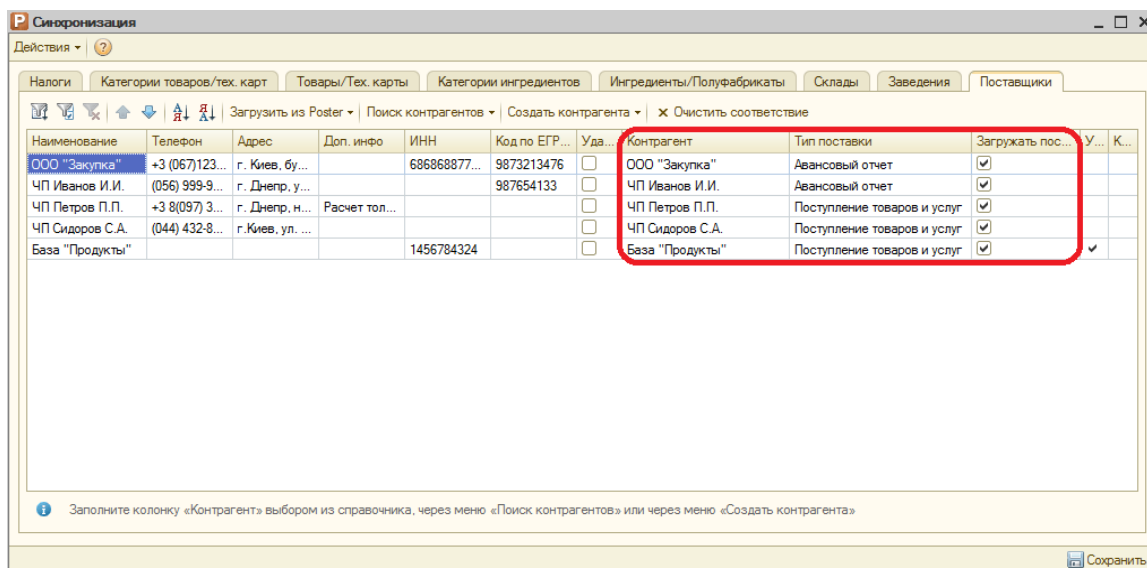 Синхронизация
Действия
Налоги Категории товаров/тех. карт Товары/Тех. карты Категории ингредиентов Ингредиенты/Полуфабрикаты Склады Заведения Поставщики
Загрузить из Poster Поиск контрагентов Создать контрагента Очистить соответствие
Наименование Телефон Адрес Доп. инфо ИНН Код по ЕГР... Уда... Контрагент Тип поставки Загружать пос... У... К...
ООО "Закупка" +3 (067)123... г. Киев, бу... 686868877... 9873213476 ООО "Закупка" Авансовый отчет
ЧП Иванов И.И. (056) 999-9... г. Днепр, у... 987654133 ЧП Иванов И.И. Авансовый отчет
ЧП Петров П.П. +3 8(097) 3... г. Днепр, н... Расчет тол... ЧП Петров П.П. Поступление товаров и услуг
ЧП Сидоров С.А. (044) 432-8... г.Киев, ул. ... ЧП Сидоров С.А. Поступление товаров и услуг
База "Продукты" 1456784324 База "Продукты" Поступление товаров и услуг
Заполните колонку «Контрагент» выбором из справочника, через меню «Поиск контрагентов» или через меню «Создать контрагента»
Сохранить